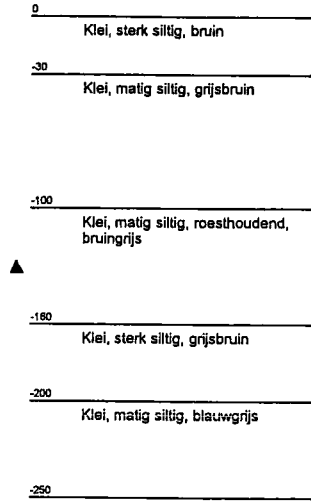 0
Klei, sterk siltig, bruin
-30
Klei, matig siltig, grijsbruin
-100
Klei, matig siltig, roesthoudend,
bruingrijs
-160
Klei, sterk siltig, grijsbruin
-200
Klei, matig siltig, blauwgrijs
-250